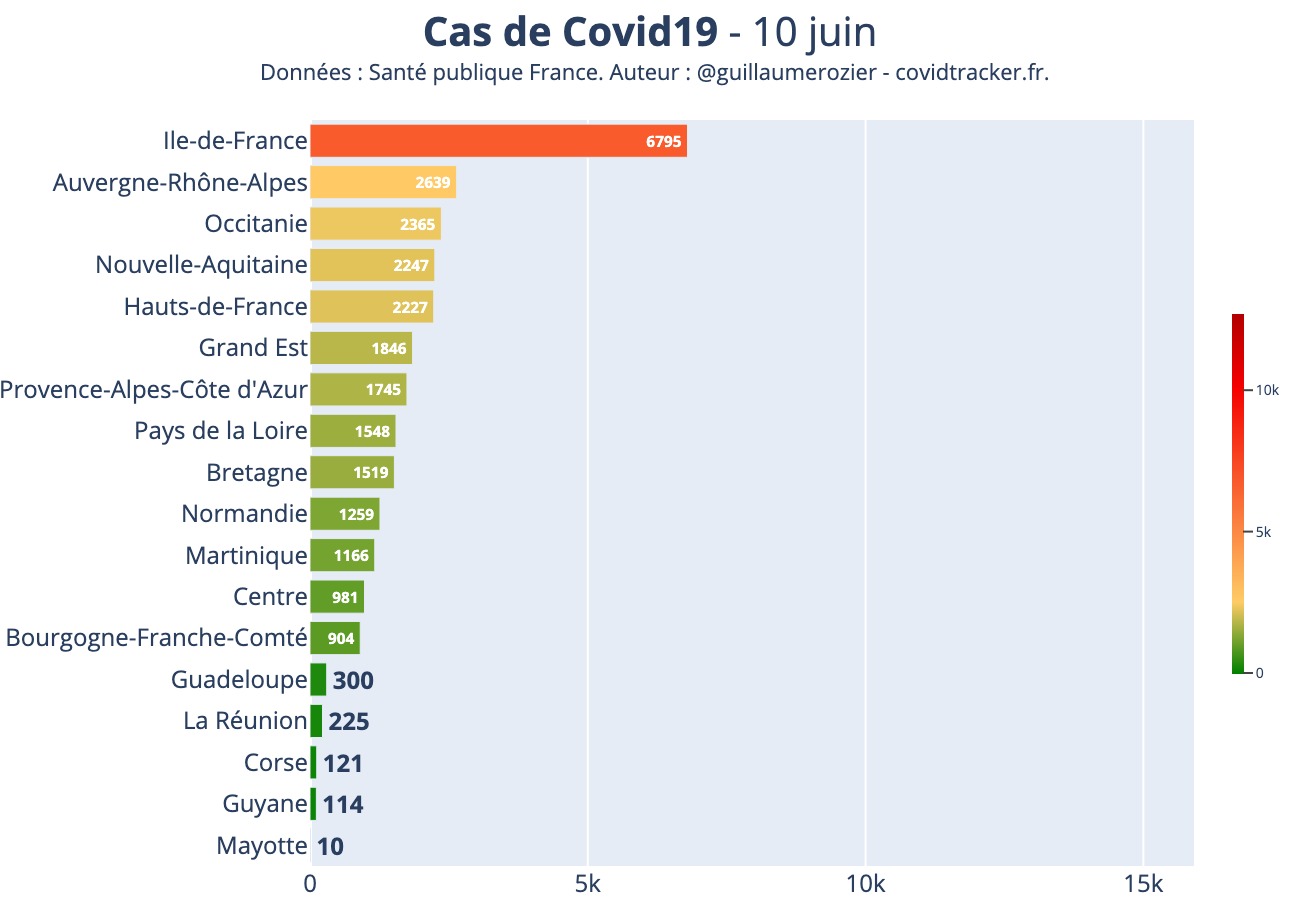 Cas de Covid19 - 10 juin
Données : Santé publique France. Auteur : @guillaumerozier - covidtracker.fr.
Ile-de-France 6795
Auvergne-Rhône-Alpes 2639
Occitanie 2365
Nouvelle-Aquitaine 2247
Hauts-de-France 2227
Grand Est 1846
Provence-Alpes-Côte d'Azur 1745
Pays de la Loire 1548
Bretagne 1519
Normandie 1259
Martinique 1166
Centre 981
Bourgogne-Franche-Comté 904
Guadeloupe 300
La Réunion 225
Corse 121
Guyane 114
Mayotte 10
0 5k 10k 15k
10k
5k
0